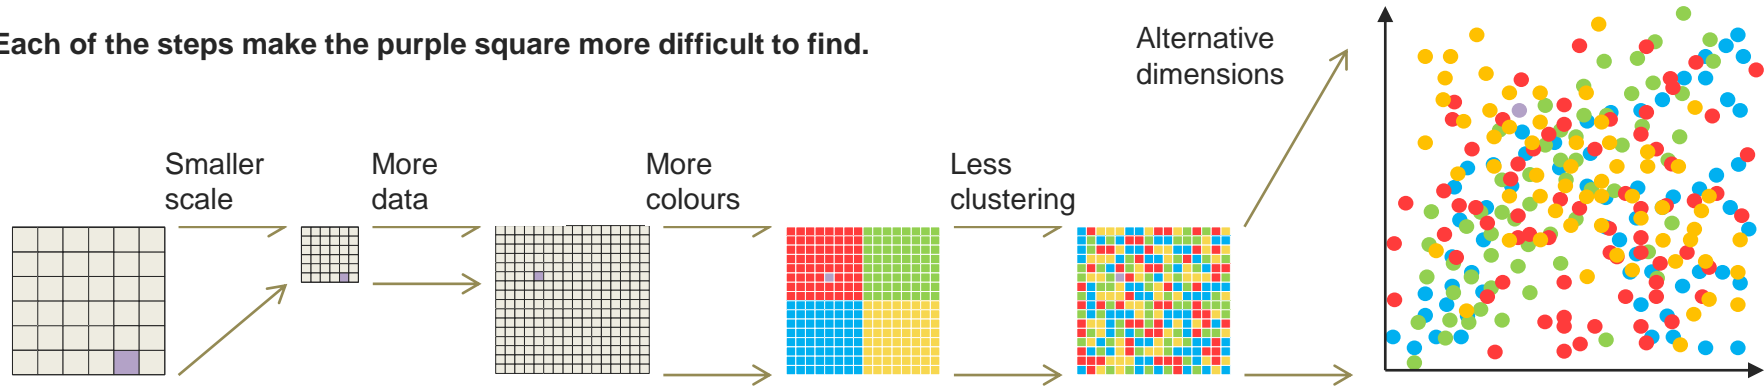 Each of the steps make the purple square more difficult to find.
Alternative
dimensions
Smaller
scale
More
data
More
colours
Less
clustering